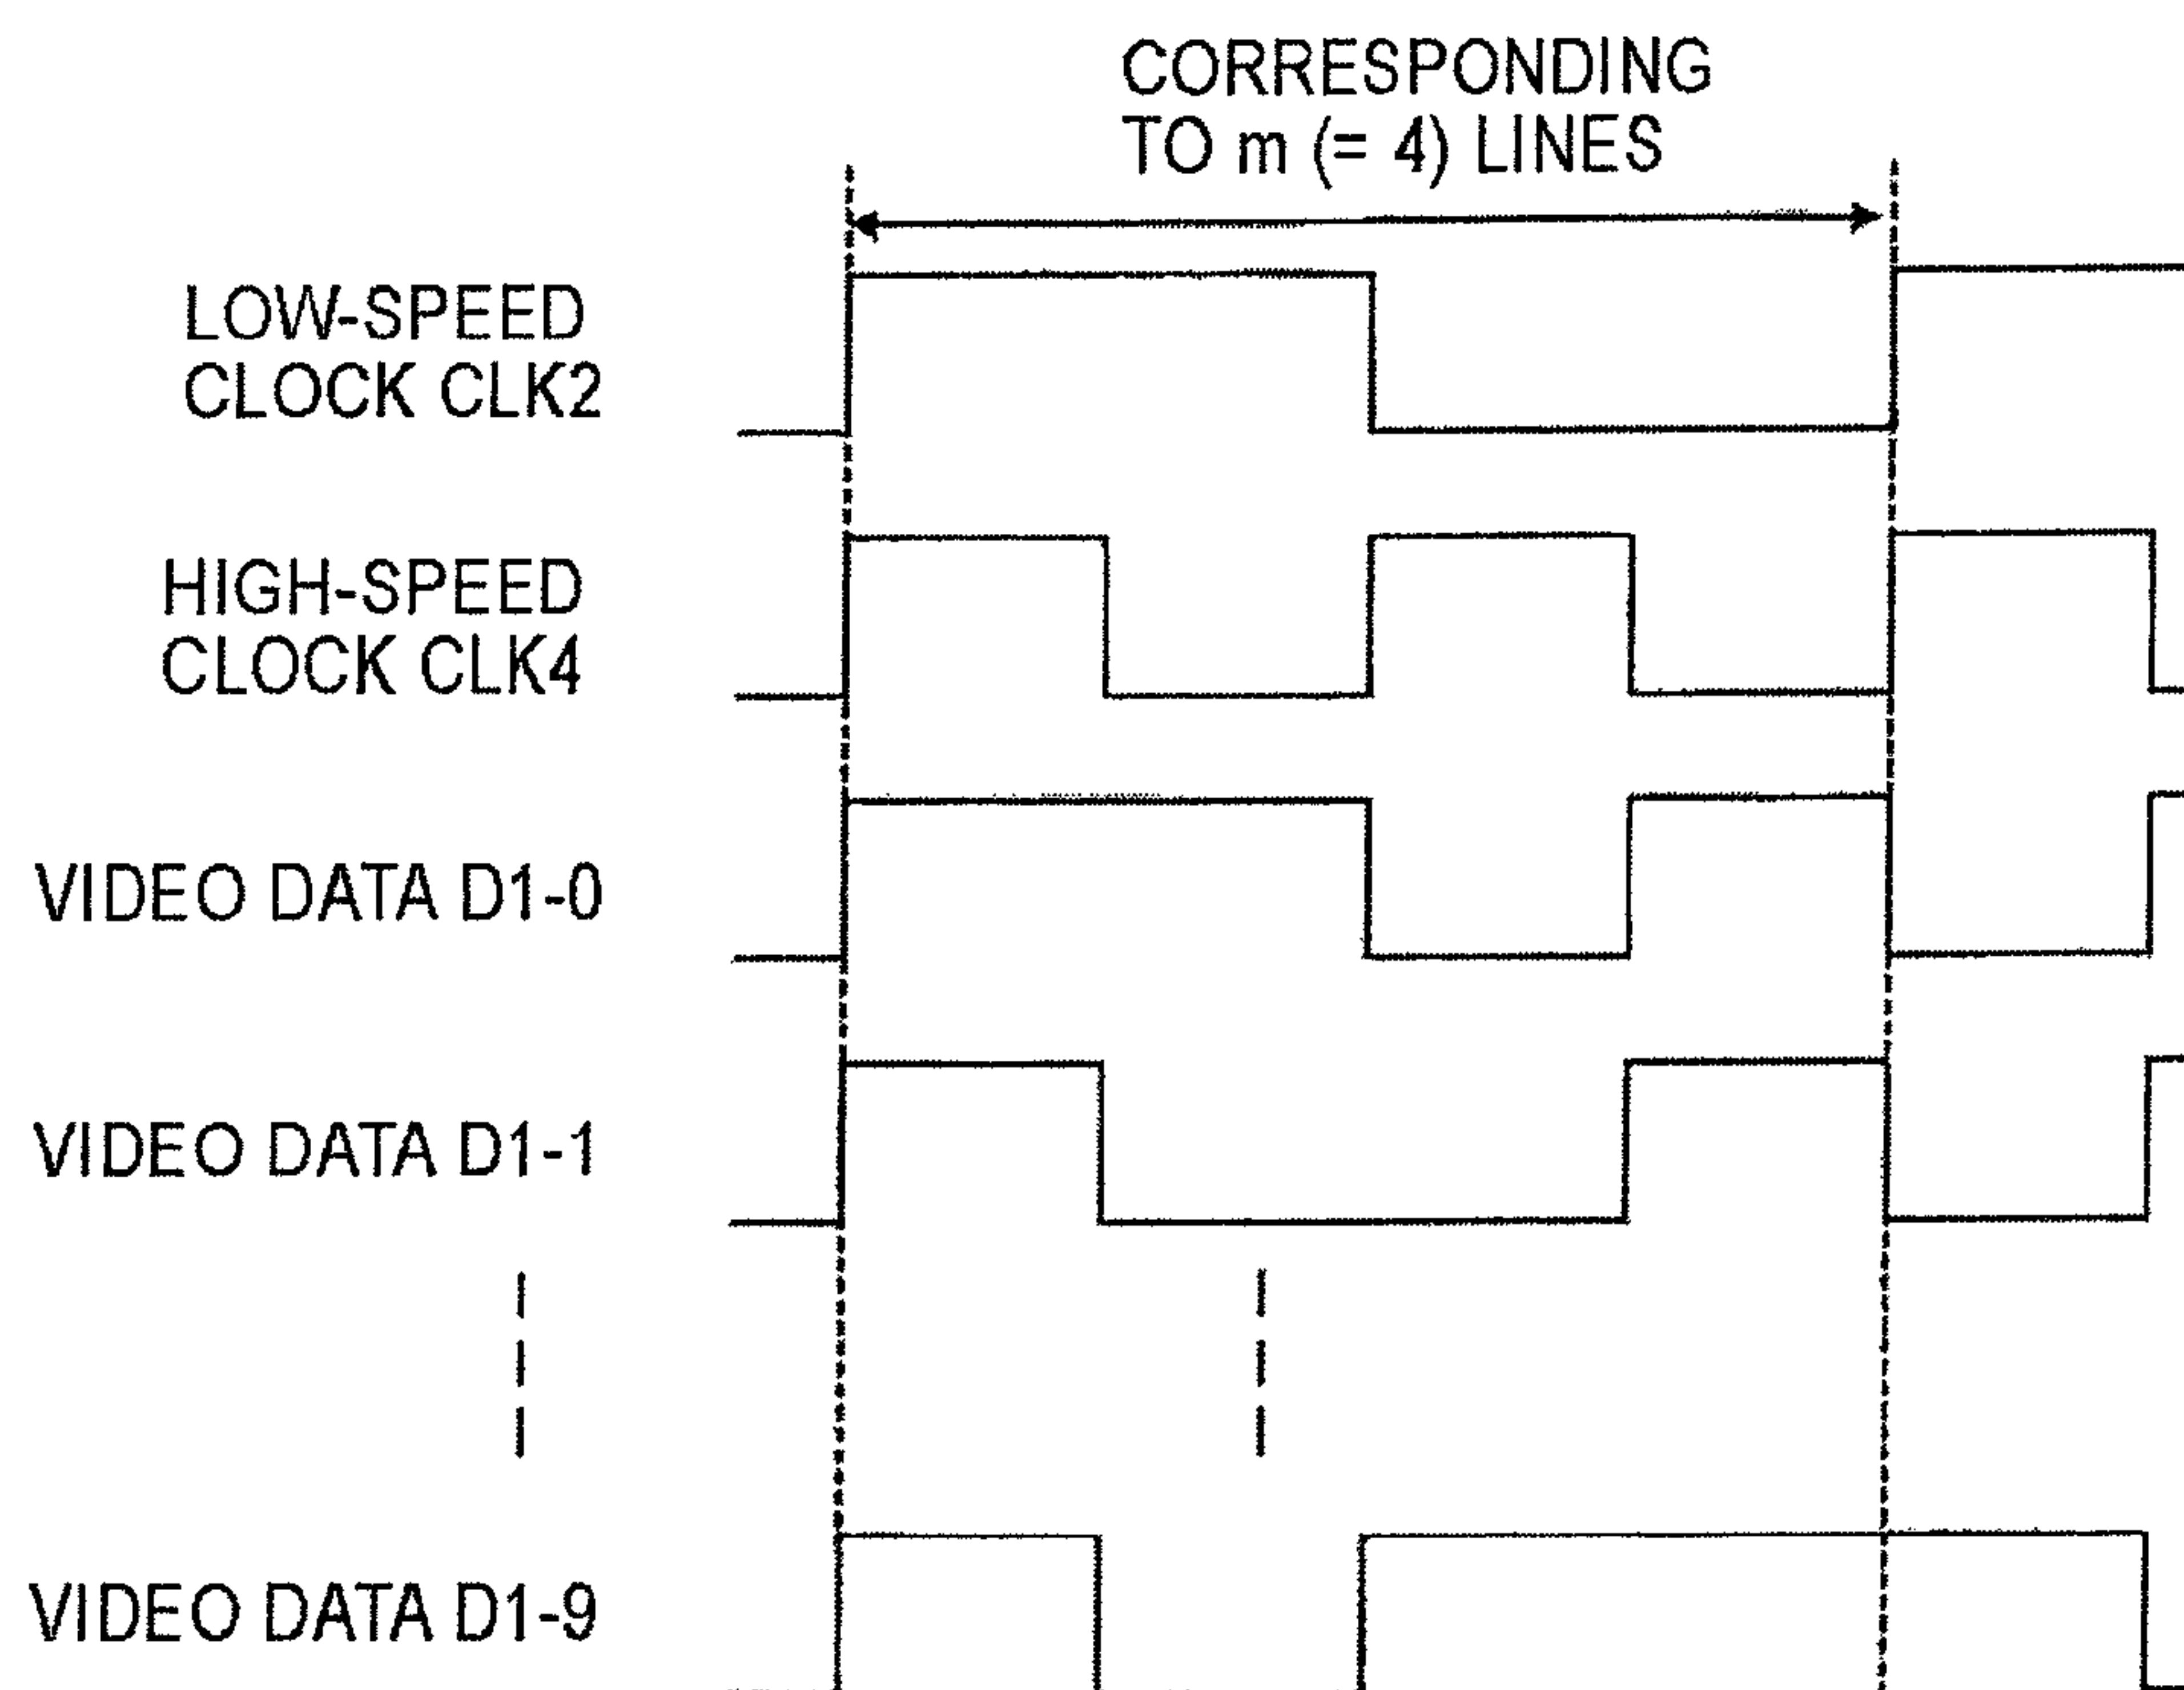 CORRESPONDING
TO m (= 4) LINES
LOW-SPEED
CLOCK CLK2
HIGH-SPEED
CLOCK CLK4
VIDEO DATA D1-0
VIDEO DATA D1-1
VIDEO DATA D1-9